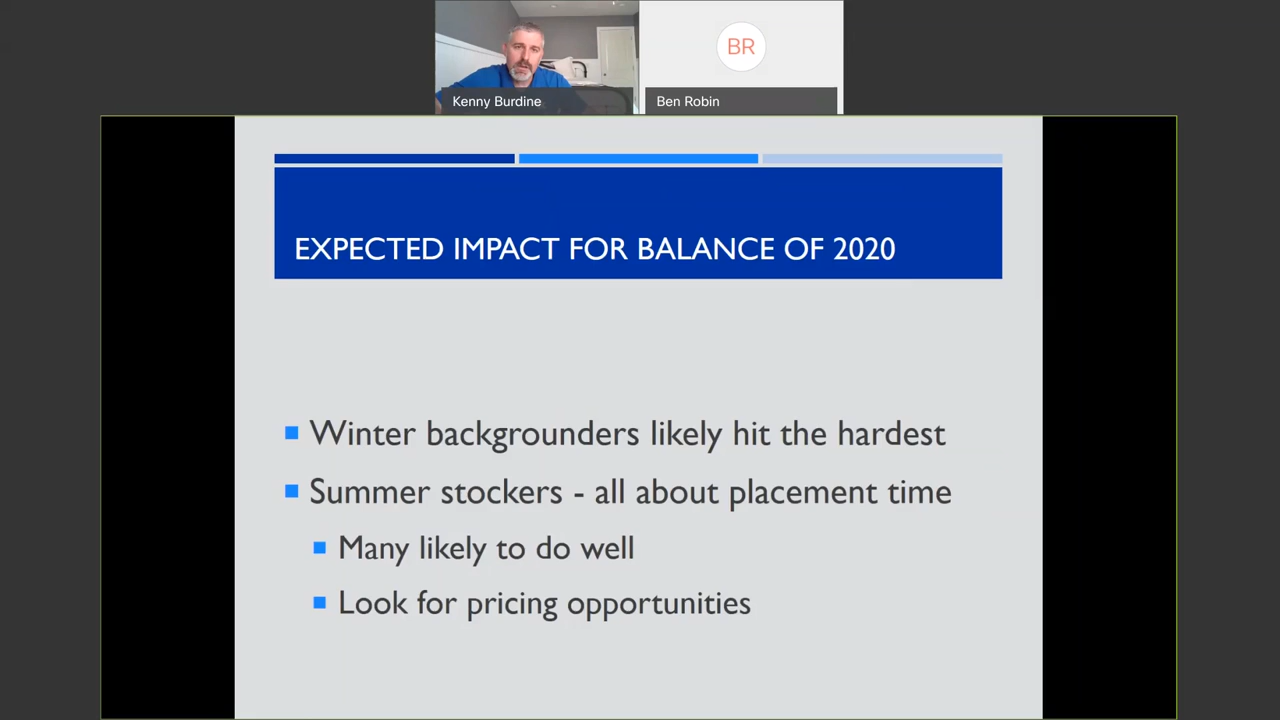 BR
Kenny Burdine
Ben Robin
EXPECTED IMPACT FOR BALANCE OF 2020
Winter backgrounders likely hit the hardest
Summer stockers - all about placement time
Many likely to do well
Look for pricing opportunities